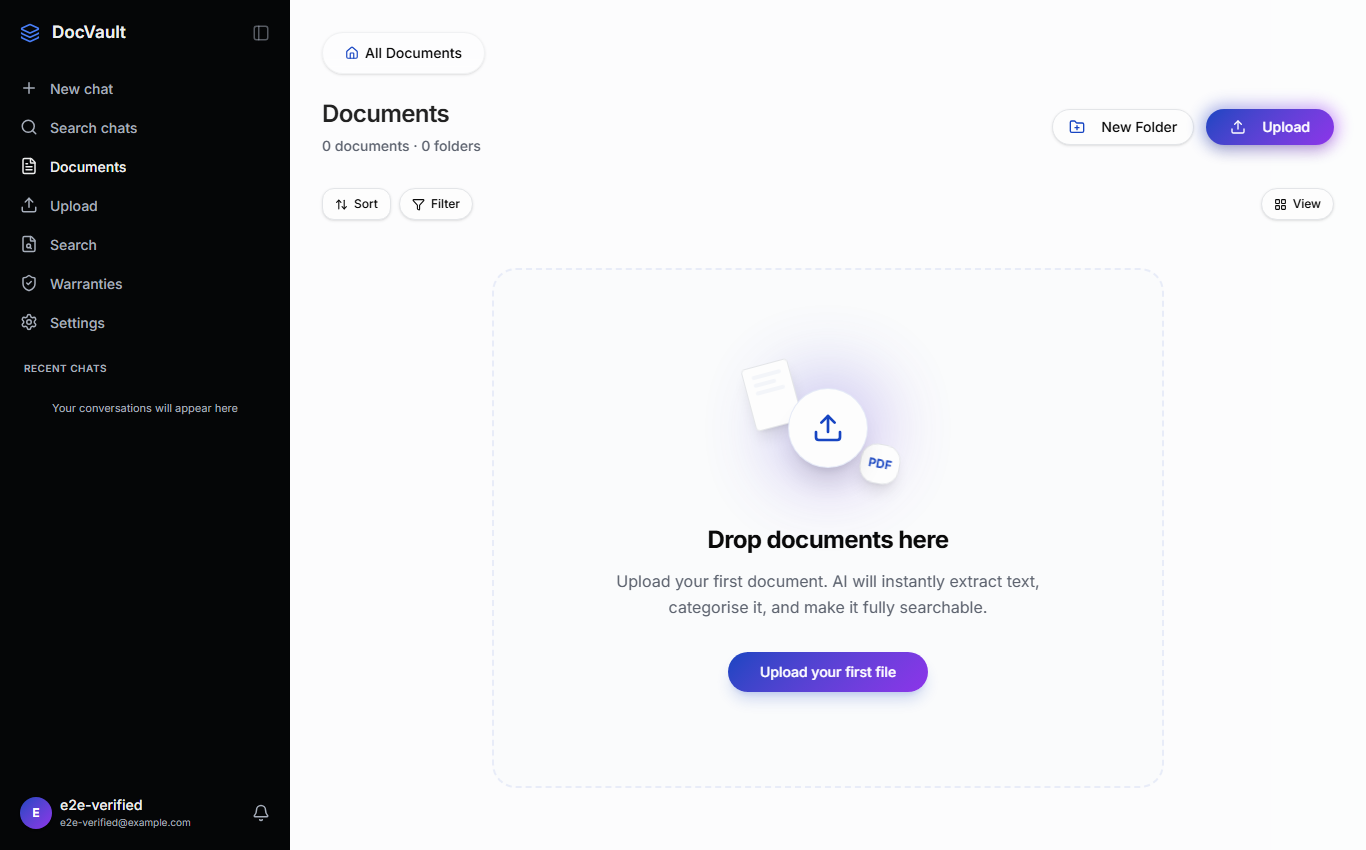 DocVault
New chat
Search chats
Documents
Upload
Search
Warranties
Settings
RECENT CHATS
Your conversations will appear here
E
e2e-verified
e2e-verified@example.com
All Documents
Documents
0 documents · 0 folders
New Folder
Upload
Sort
Filter
View
PDF
Drop documents here
Upload your first document. AI will instantly extract text,
categorise it, and make it fully searchable.
Upload your first file